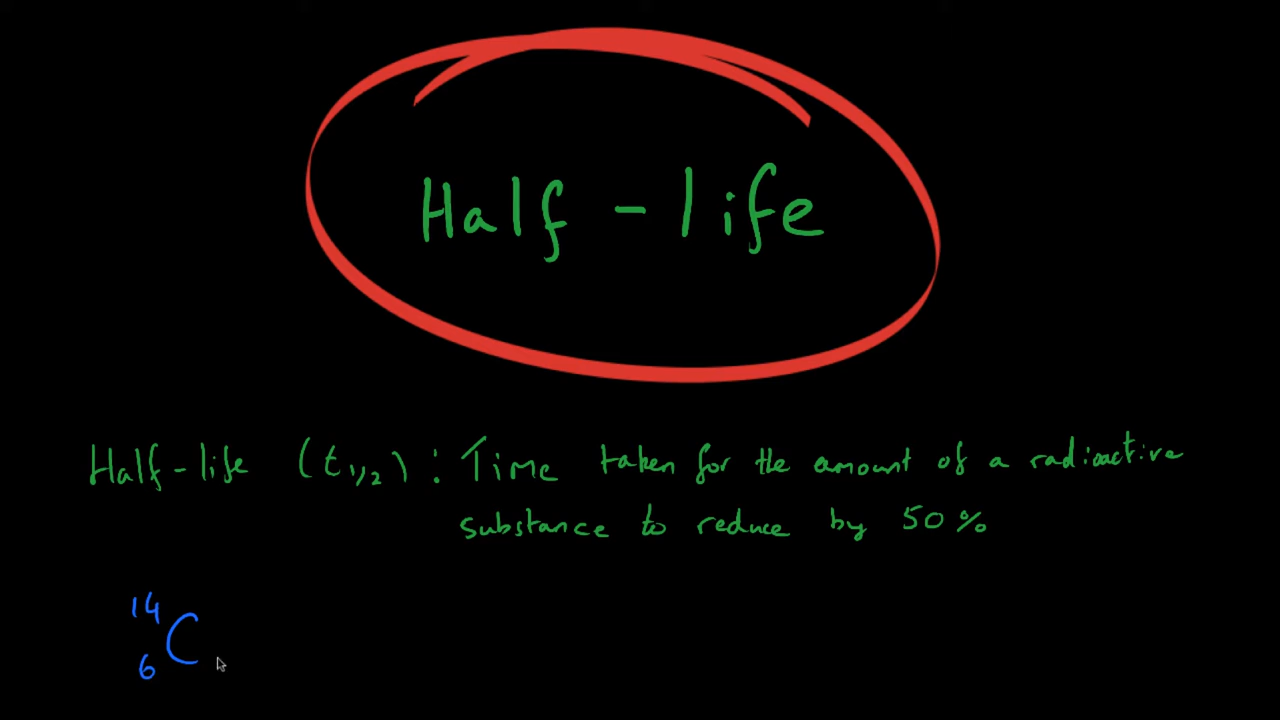 Half - life
Half-life (t1/2) : Time taken for the amount of a radioactive
substance to reduce by 50%
14
6 C